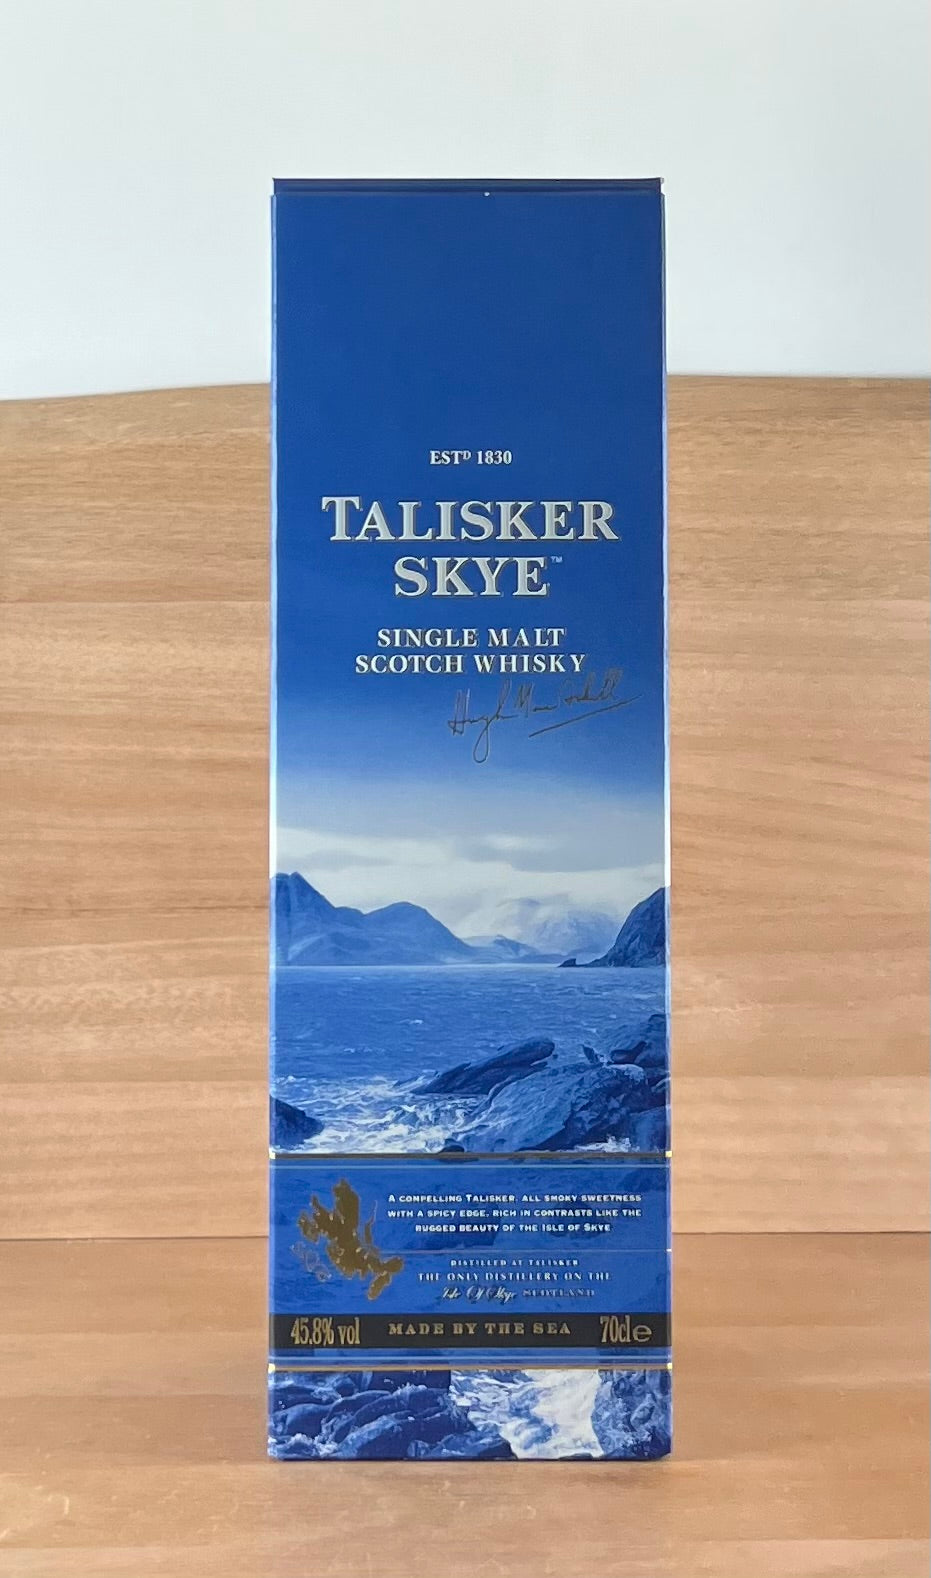 ESTᴰ 1830
TALISKER
SKYE™
SINGLE MALT
SCOTCH WHISKY
Hugh MacAskill
A COMPELLING TALISKER, ALL SMOKY SWEETNESS
WITH A SPICY EDGE, RICH IN CONTRASTS LIKE THE
RUGGED BEAUTY OF THE ISLE OF SKYE
DISTILLED AT TALISKER
THE ONLY DISTILLERY ON THE
Isle Of Skye SCOTLAND
45.8% vol MADE BY THE SEA 70cl e